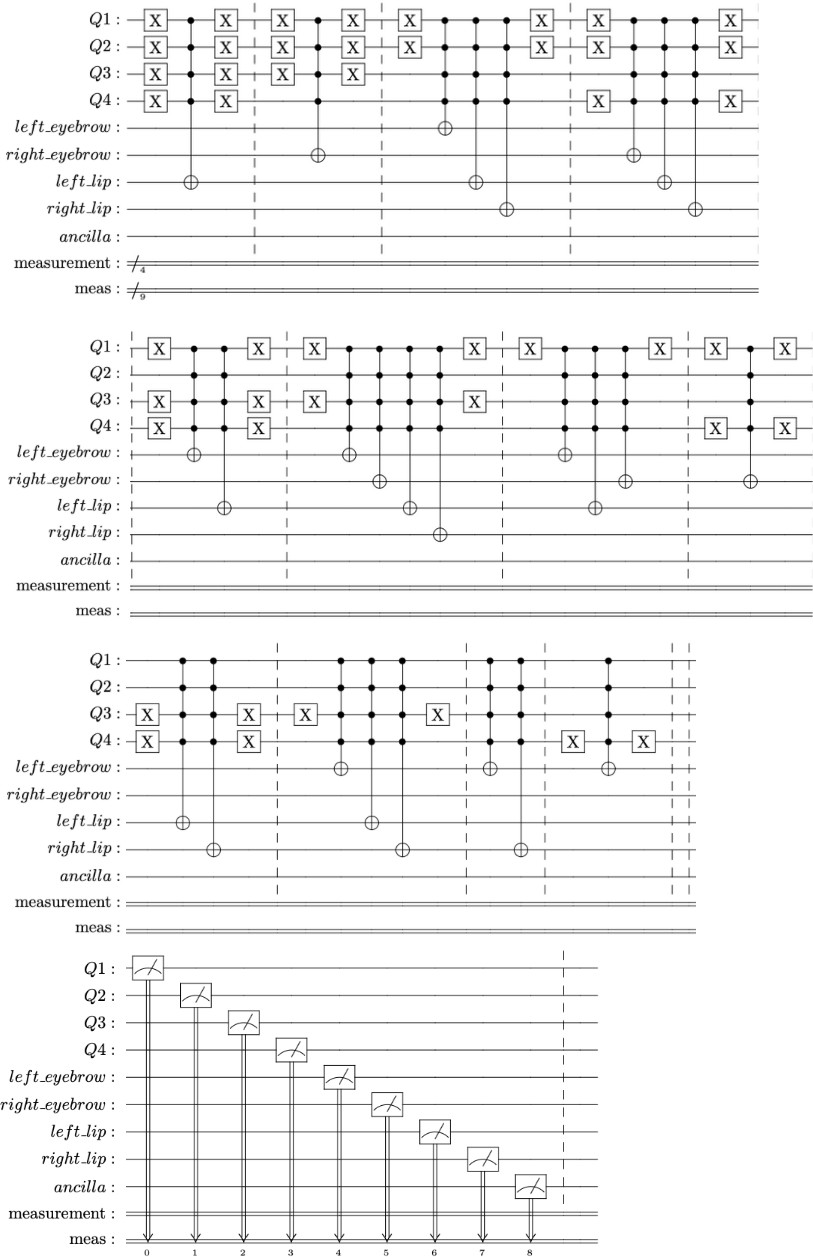 Q1 : X X X X X X X X
Q2 : X X X X X X X X
Q3 : X X X X
Q4 : X X X X
left_eyebrow :
right_eyebrow :
left_lip :
right_lip :
ancilla :
measurement : 4
meas : 9
Q1 : X X X X X X X X
Q2 :
Q3 : X X X X
Q4 : X X X X
left_eyebrow :
right_eyebrow :
left_lip :
right_lip :
ancilla :
measurement :
meas :
Q1 :
Q2 :
Q3 : X X X X
Q4 : X X X X
left_eyebrow :
right_eyebrow :
left_lip :
right_lip :
ancilla :
measurement :
meas :
Q1 :
Q2 :
Q3 :
Q4 :
left_eyebrow :
right_eyebrow :
left_lip :
right_lip :
ancilla :
measurement :
meas :
0 1 2 3 4 5 6 7 8